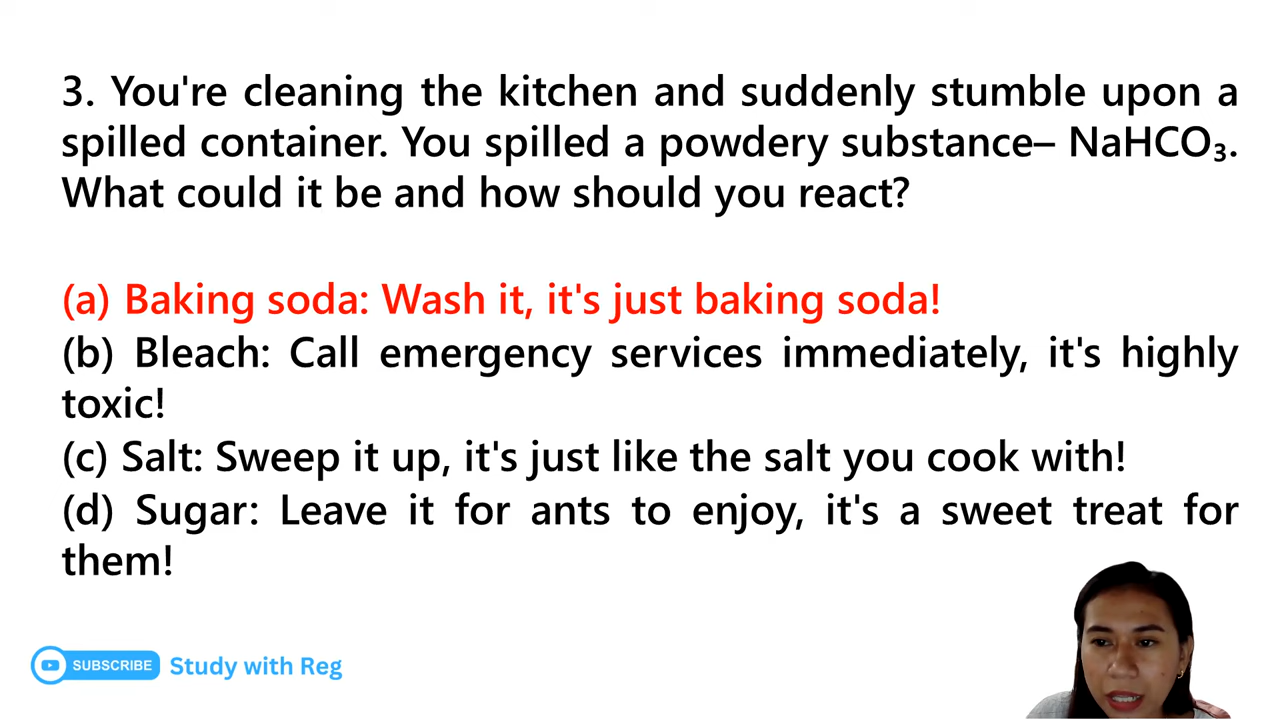 3. You're cleaning the kitchen and suddenly stumble upon a
spilled container. You spilled a powdery substance– NaHCO₃.
What could it be and how should you react?
(a) Baking soda: Wash it, it's just baking soda!
(b) Bleach: Call emergency services immediately, it's highly
toxic!
(c) Salt: Sweep it up, it's just like the salt you cook with!
(d) Sugar: Leave it for ants to enjoy, it's a sweet treat for
them!
SUBSCRIBE Study with Reg